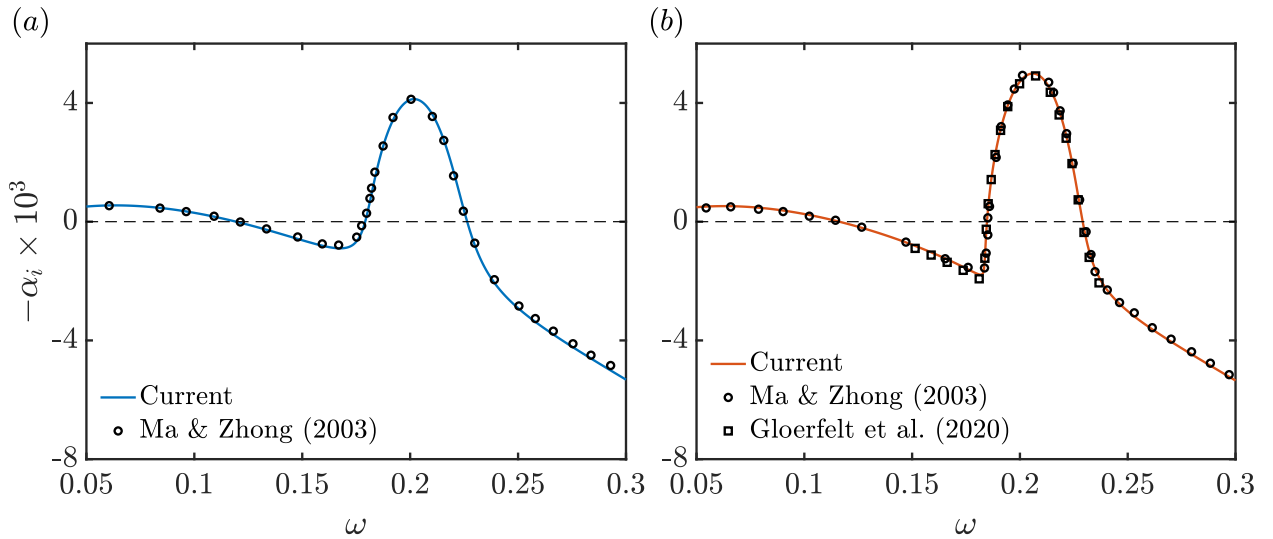 (a)
4
0
-4
-8
−α_i × 10^3
0.05 0.1 0.15 0.2 0.25 0.3
ω
Current
Ma & Zhong (2003)
(b)
4
0
-4
-8
0.05 0.1 0.15 0.2 0.25 0.3
ω
Current
Ma & Zhong (2003)
Gloerfelt et al. (2020)